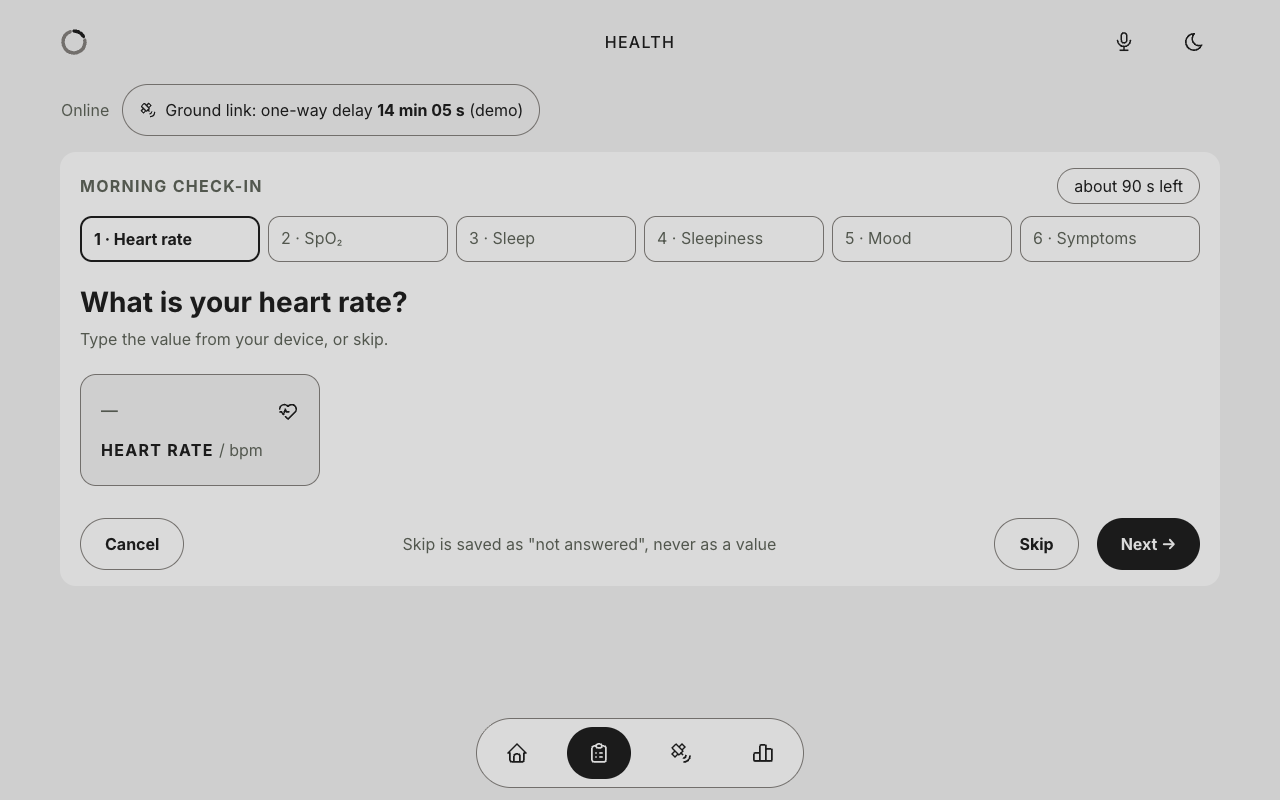 HEALTH
Online
Ground link: one-way delay 14 min 05 s (demo)
MORNING CHECK-IN
about 90 s left
1 · Heart rate
2 · SpO₂
3 · Sleep
4 · Sleepiness
5 · Mood
6 · Symptoms
What is your heart rate?
Type the value from your device, or skip.
—
HEART RATE / bpm
Cancel
Skip is saved as "not answered", never as a value
Skip
Next →